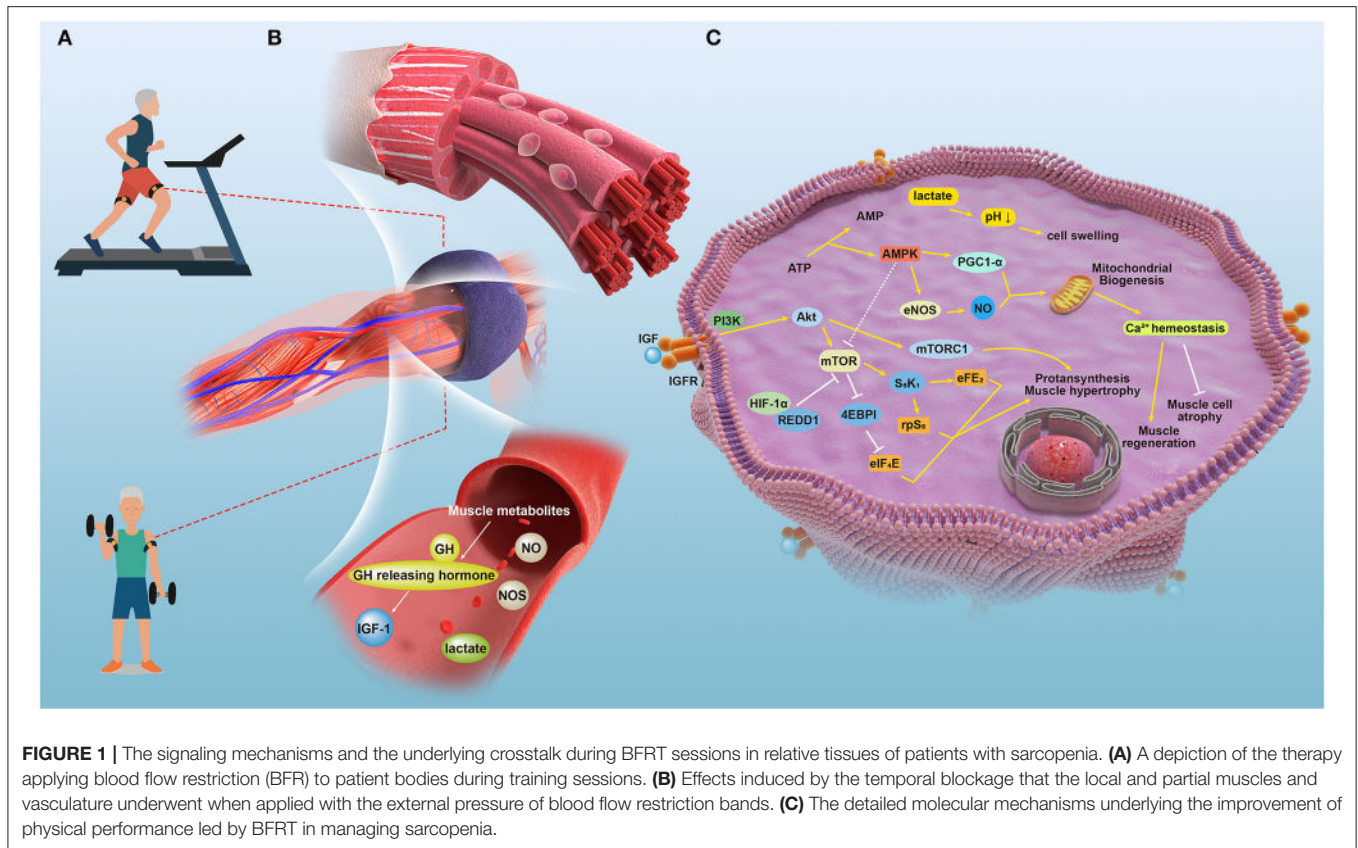 A
B
C
lactate
pH ↓
cell swelling
AMP
ATP
AMPK
PGC1-α
Mitochondrial
Biogenesis
eNOS
NO
Ca²⁺ hemeostasis
PI3K
Akt
IGF
IGFR
mTOR
mTORC1
S₆K₁
eFE₂
Protansynthesis
Muscle hypertrophy
HIF-1α
REDD1
4EBPI
rpS₆
eIF₄E
Muscle cell
atrophy
Muscle
regeneration
Muscle metabolites
GH
NO
GH releasing hormone
NOS
IGF-1
lactate
FIGURE 1 | The signaling mechanisms and the underlying crosstalk during BFRT sessions in relative tissues of patients with sarcopenia. (A) A depiction of the therapy
applying blood flow restriction (BFR) to patient bodies during training sessions. (B) Effects induced by the temporal blockage that the local and partial muscles and
vasculature underwent when applied with the external pressure of blood flow restriction bands. (C) The detailed molecular mechanisms underlying the improvement of
physical performance led by BFRT in managing sarcopenia.